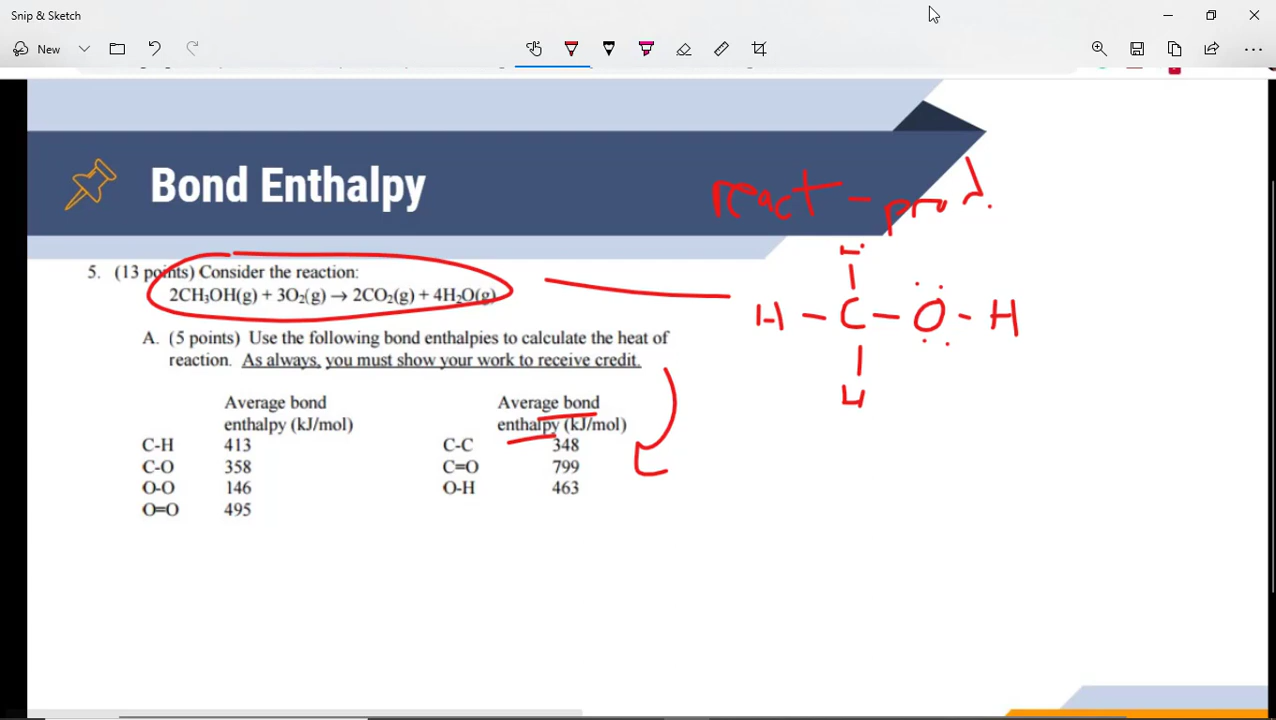 Snip & Sketch
New
Bond Enthalpy
react - prod.
5. (13 points) Consider the reaction:
2CH₃OH(g) + 3O₂(g) → 2CO₂(g) + 4H₂O(g)
A. (5 points) Use the following bond enthalpies to calculate the heat of
reaction. As always, you must show your work to receive credit.
H
H - C - O - H
H
Average bond Average bond
enthalpy (kJ/mol) enthalpy (kJ/mol)
C-H 413 C-C 348
C-O 358 C=O 799
O-O 146 O-H 463
O=O 495